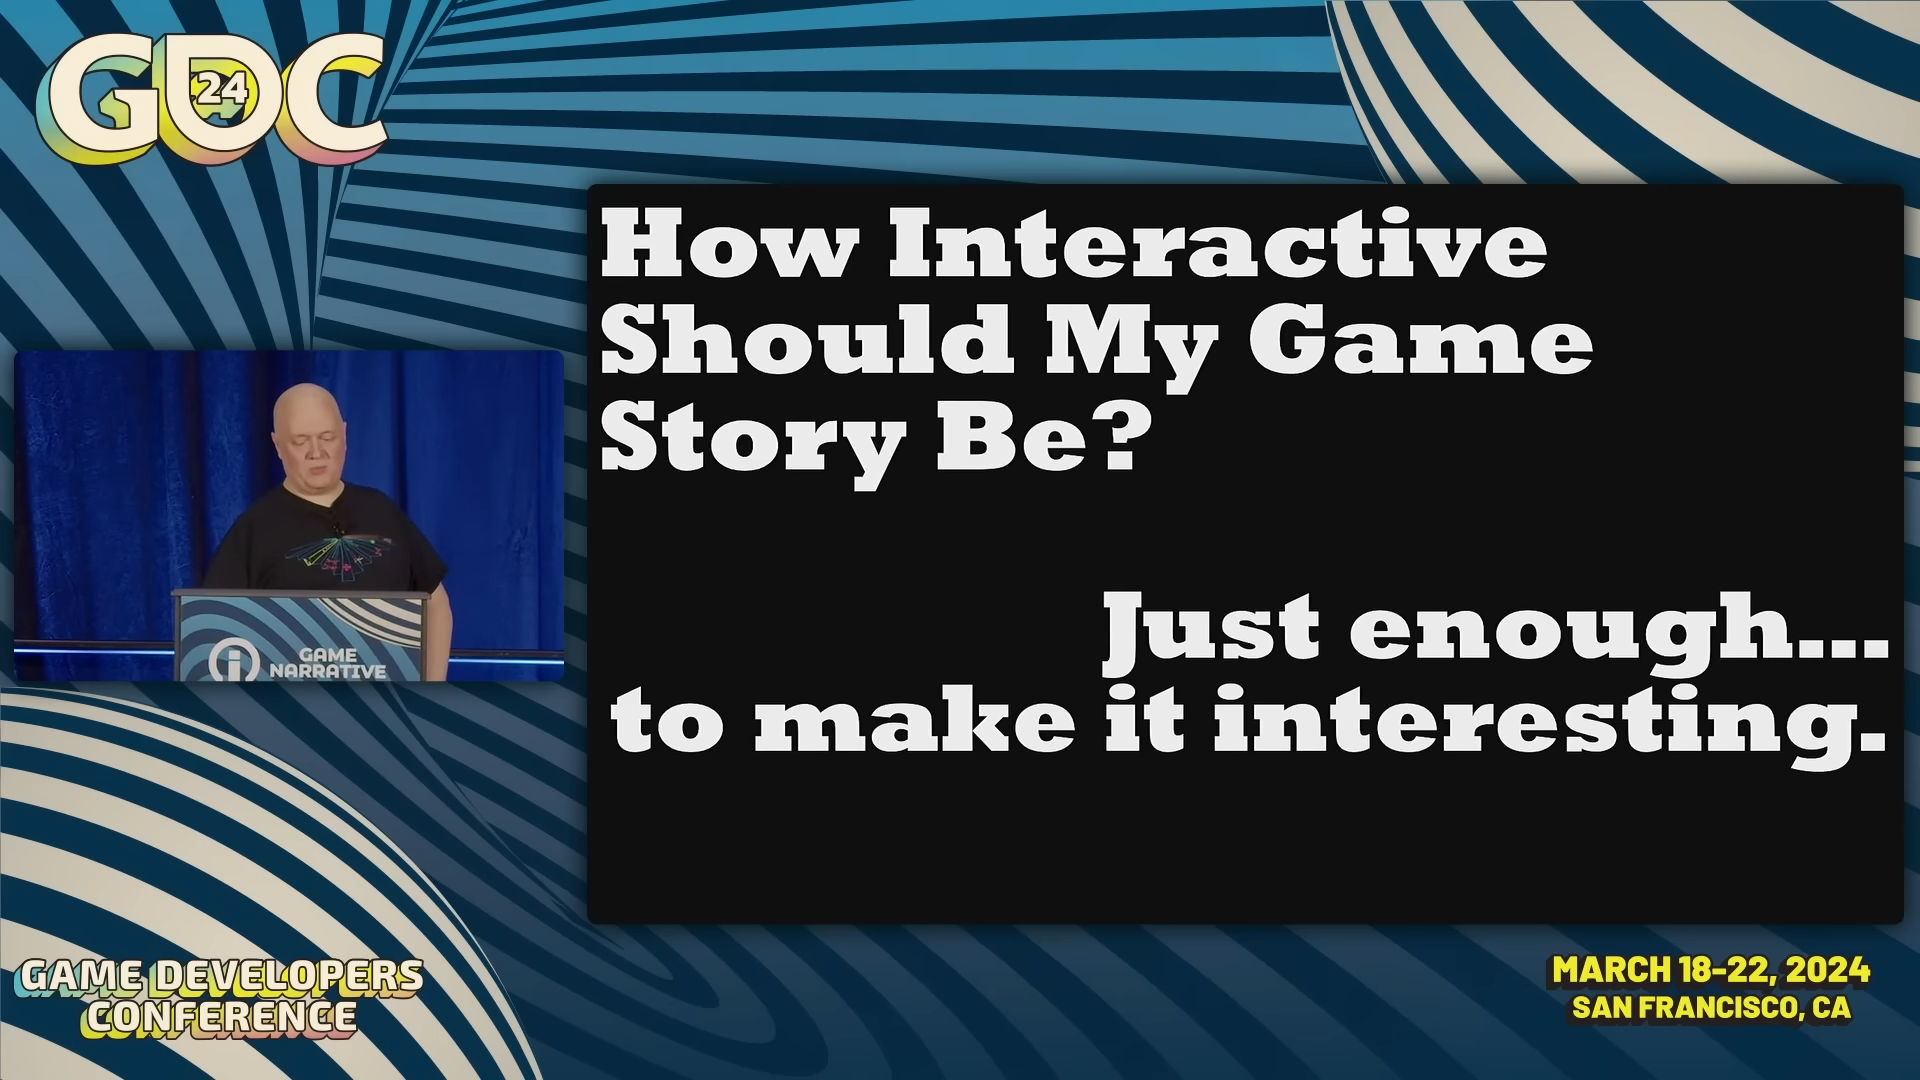 GDC
24
How Interactive
Should My Game
Story Be?
Just enough...
to make it interesting.
GAME
NARRATIVE
GAME DEVELOPERS
CONFERENCE
MARCH 18-22, 2024
SAN FRANCISCO, CA